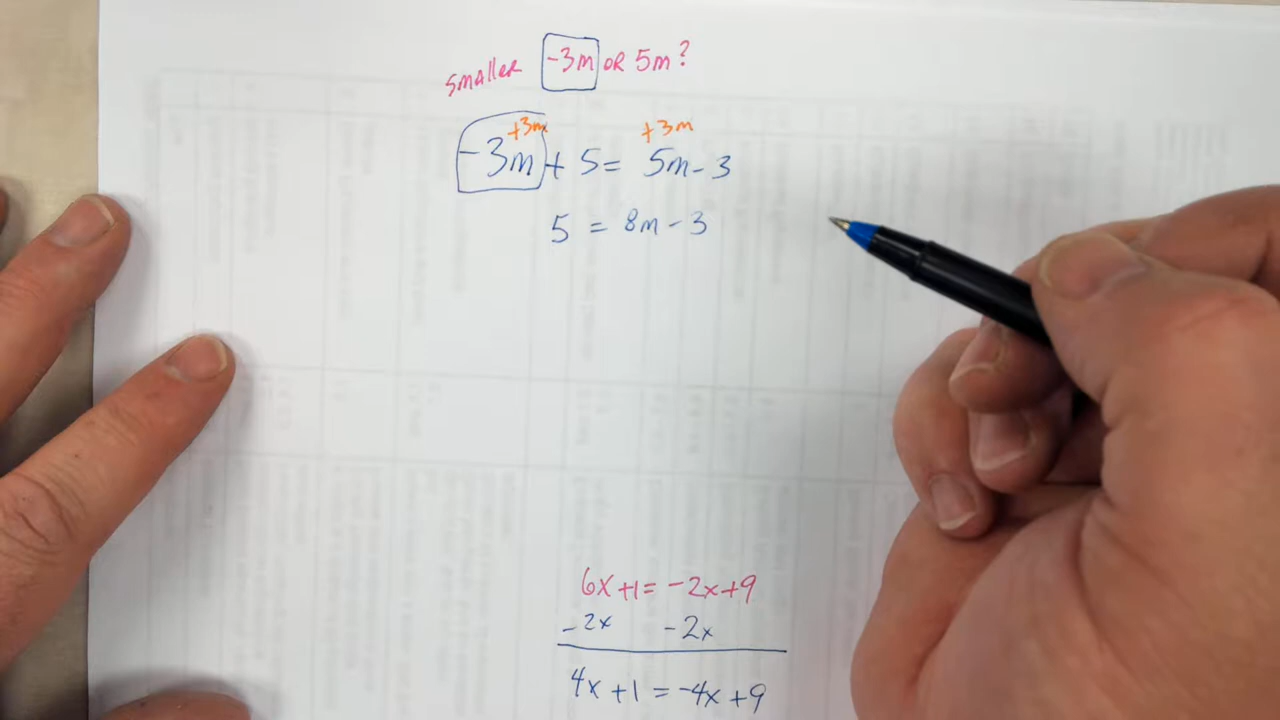 smaller -3m OR 5m?
+3m +3m
-3m + 5 = 5m - 3
5 = 8m - 3
6x+1 = -2x+9
-2x -2x
4x+1 = -4x+9